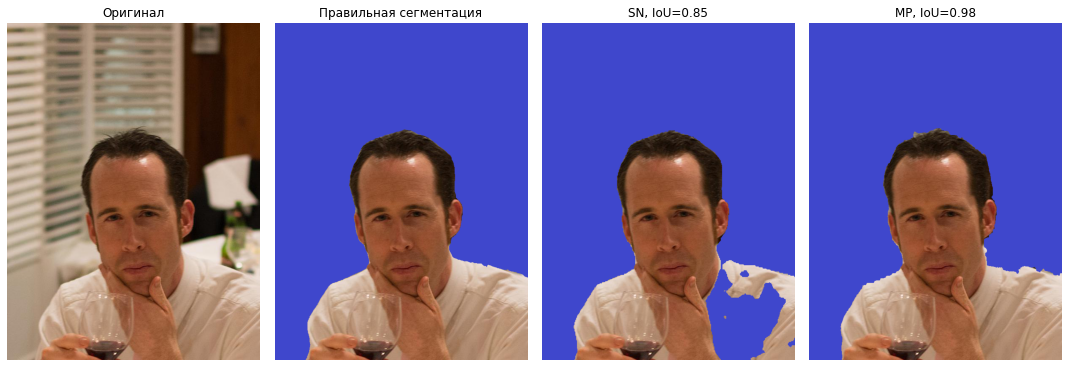 Оригинал
Правильная сегментация
SN, IoU=0.85
MP, IoU=0.98